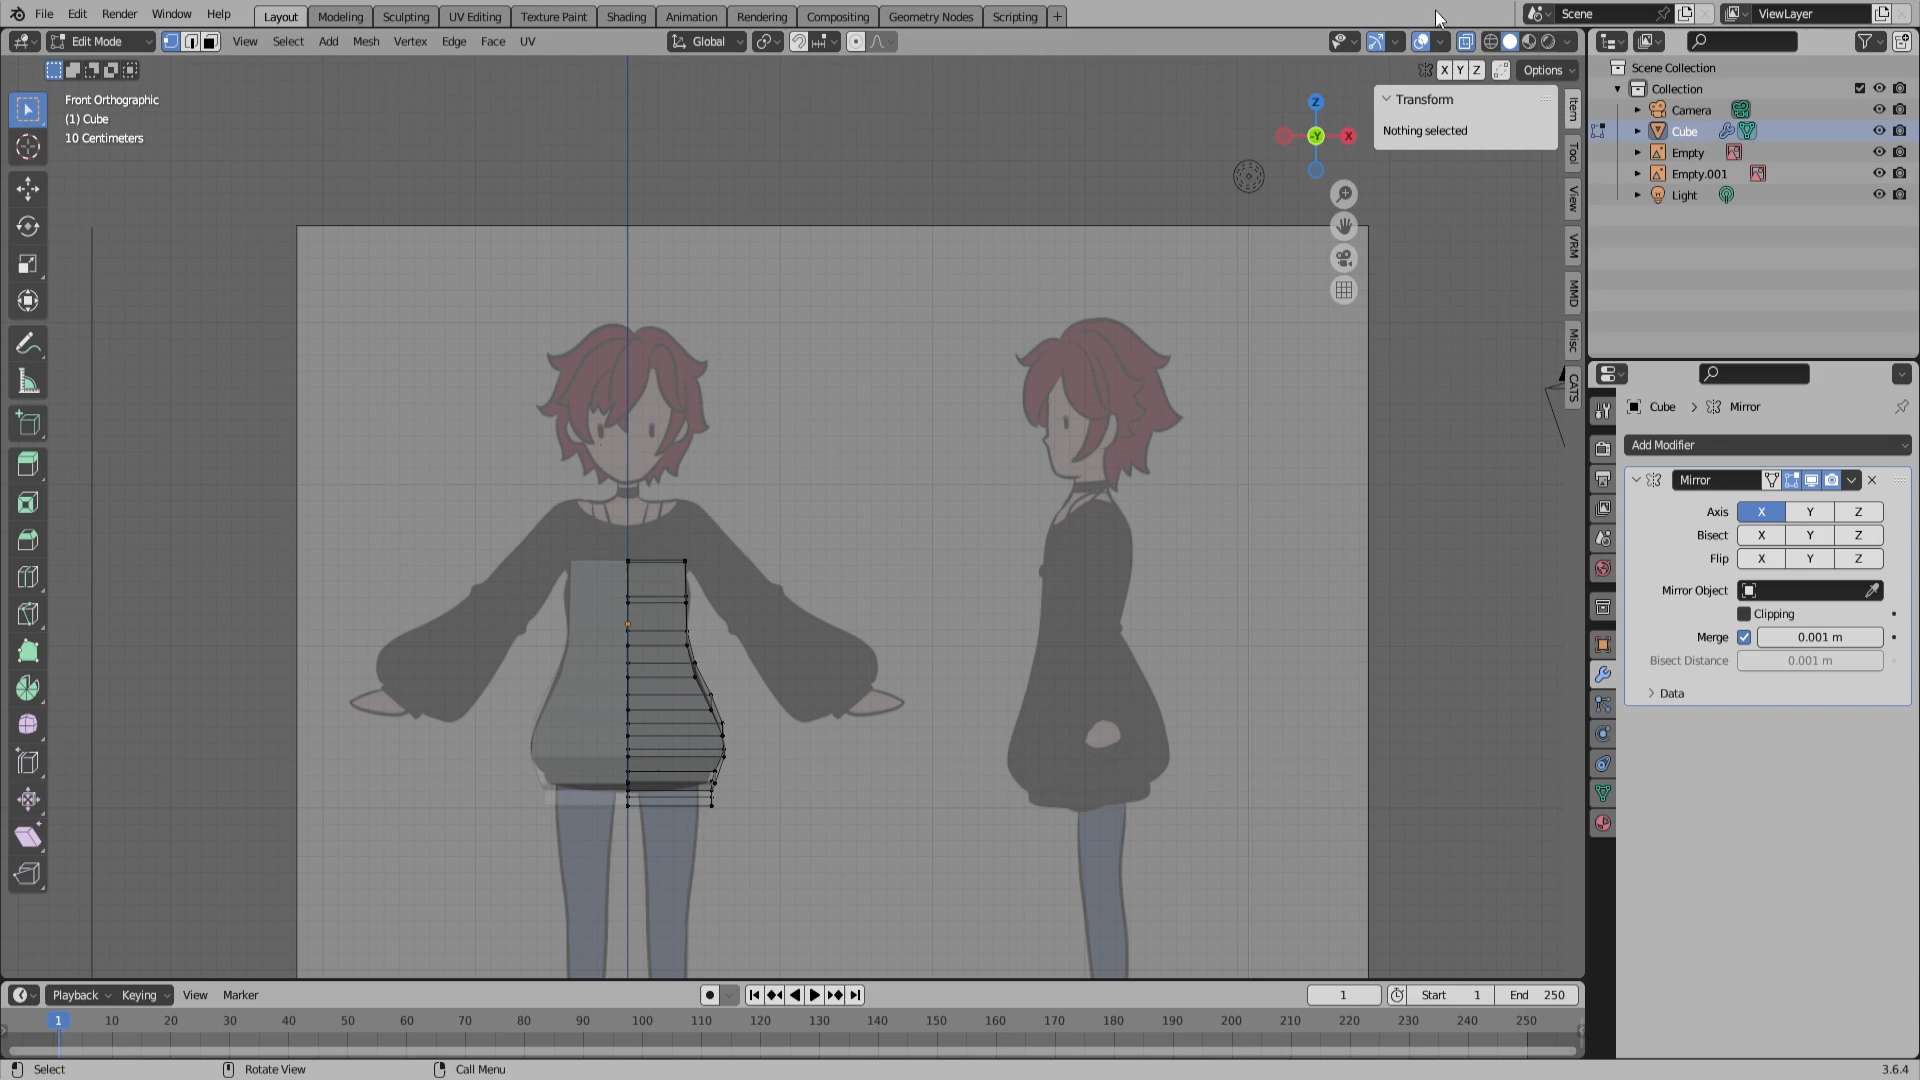 File Edit Render Window Help Layout Modeling Sculpting UV Editing Texture Paint Shading Animation Rendering Compositing Geometry Nodes Scripting + Scene ViewLayer
Edit Mode View Select Add Mesh Vertex Edge Face UV Global
X Y Z Options
Front Orthographic
(1) Cube
10 Centimeters
Z
-Y
X
Transform
Nothing selected
Item
Tool
View
VRM
MMD
Misc
CATS
Scene Collection
Collection
Camera
Cube
Empty
Empty.001
Light
Cube > Mirror
Add Modifier
Mirror
Axis X Y Z
Bisect X Y Z
Flip X Y Z
Mirror Object
Clipping
Merge 0.001 m
Bisect Distance 0.001 m
Data
Playback Keying View Marker 1 Start 1 End 250
1 10 20 30 40 50 60 70 80 90 100 110 120 130 140 150 160 170 180 190 200 210 220 230 240 250
Select Rotate View Call Menu 3.6.4